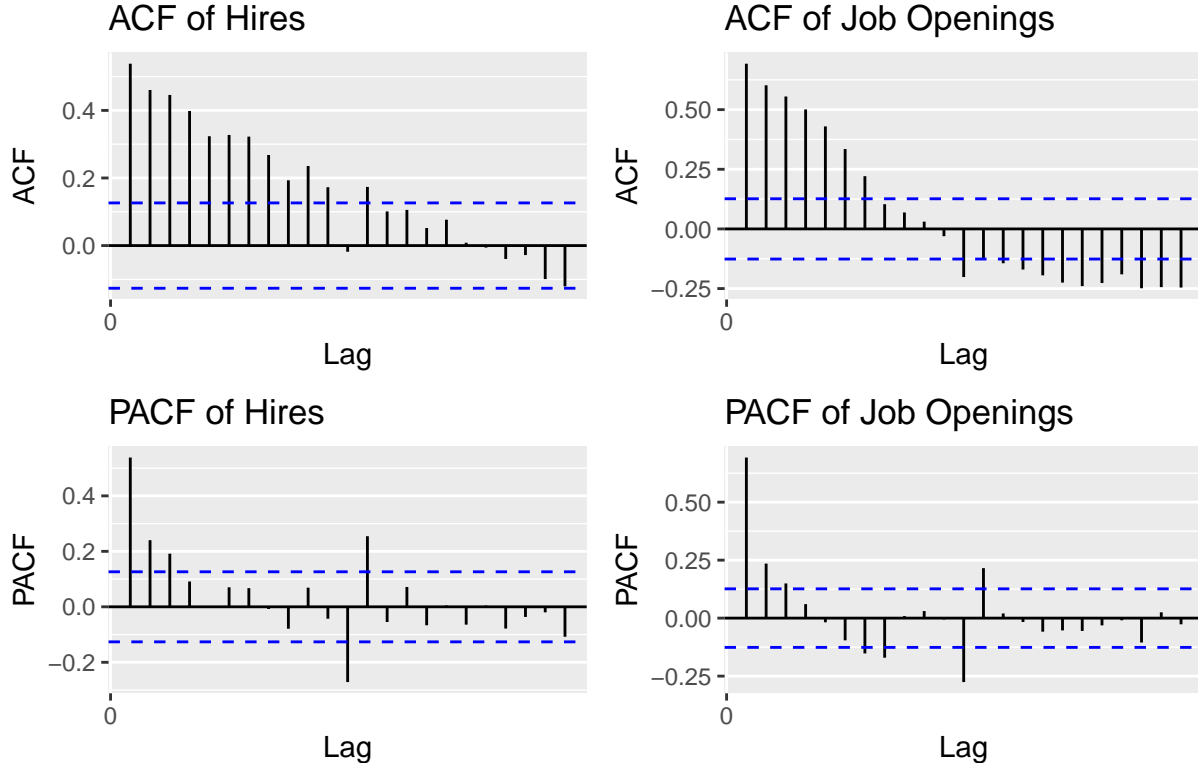 ACF of Hires
ACF
0.4
0.2
0.0
0
Lag
ACF of Job Openings
ACF
0.50
0.25
0.00
−0.25
0
Lag
PACF of Hires
PACF
0.4
0.2
0.0
−0.2
0
Lag
PACF of Job Openings
PACF
0.50
0.25
0.00
−0.25
0
Lag